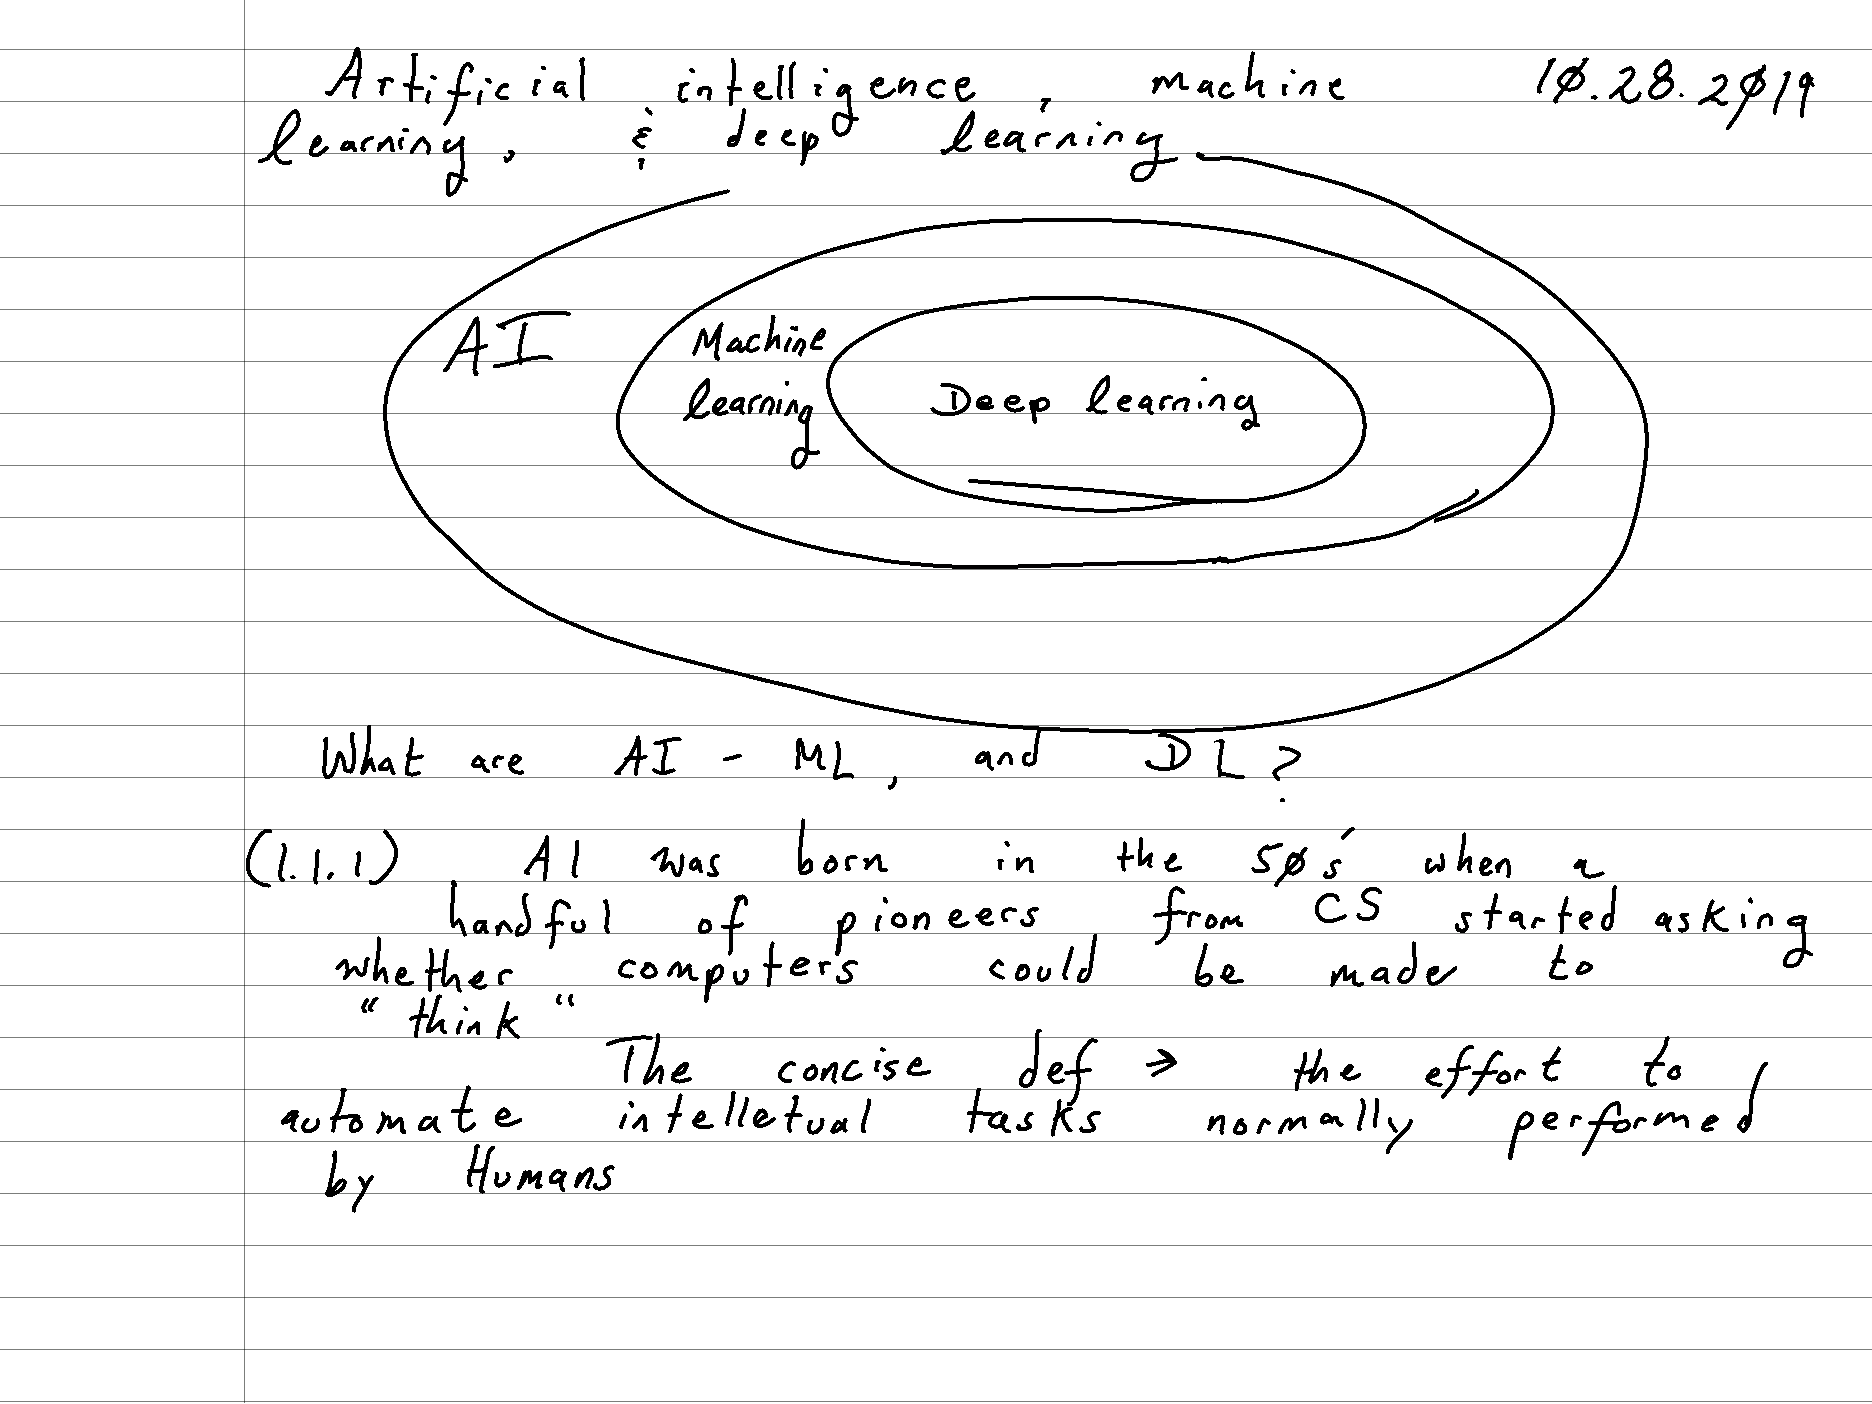 Artificial intelligence, machine 10.28.2019
learning, & deep learning
AI
Machine
learning
Deep learning
What are AI - ML, and DL?
(1.1.1) AI was born in the 50s' when a
handful of pioneers from CS started asking
whether computers could be made to
"think"
The concise def → the effort to
automate intelletual tasks normally performed
by Humans